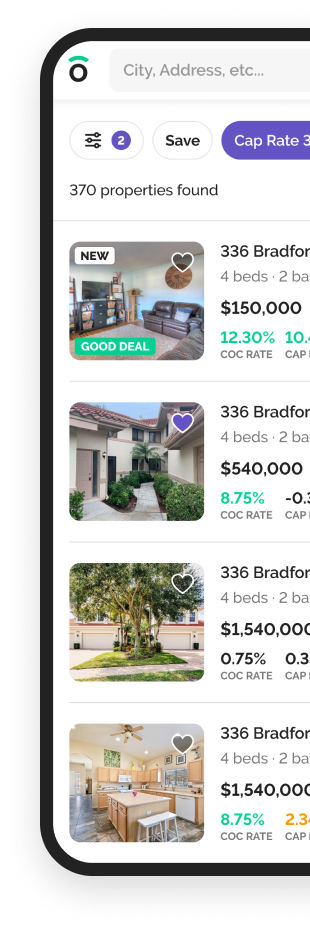 City, Address, etc...
2
Save
Cap Rate 3
370 properties found
NEW
GOOD DEAL
336 Bradfor
4 beds · 2 ba
$150,000
12.30% 10.4
COC RATE CAP
336 Bradfor
4 beds · 2 ba
$540,000
8.75% -0.3
COC RATE CAP
336 Bradfor
4 beds · 2 ba
$1,540,000
0.75% 0.3
COC RATE CAP
336 Bradfor
4 beds · 2 ba
$1,540,000
8.75% 2.34
COC RATE CAP